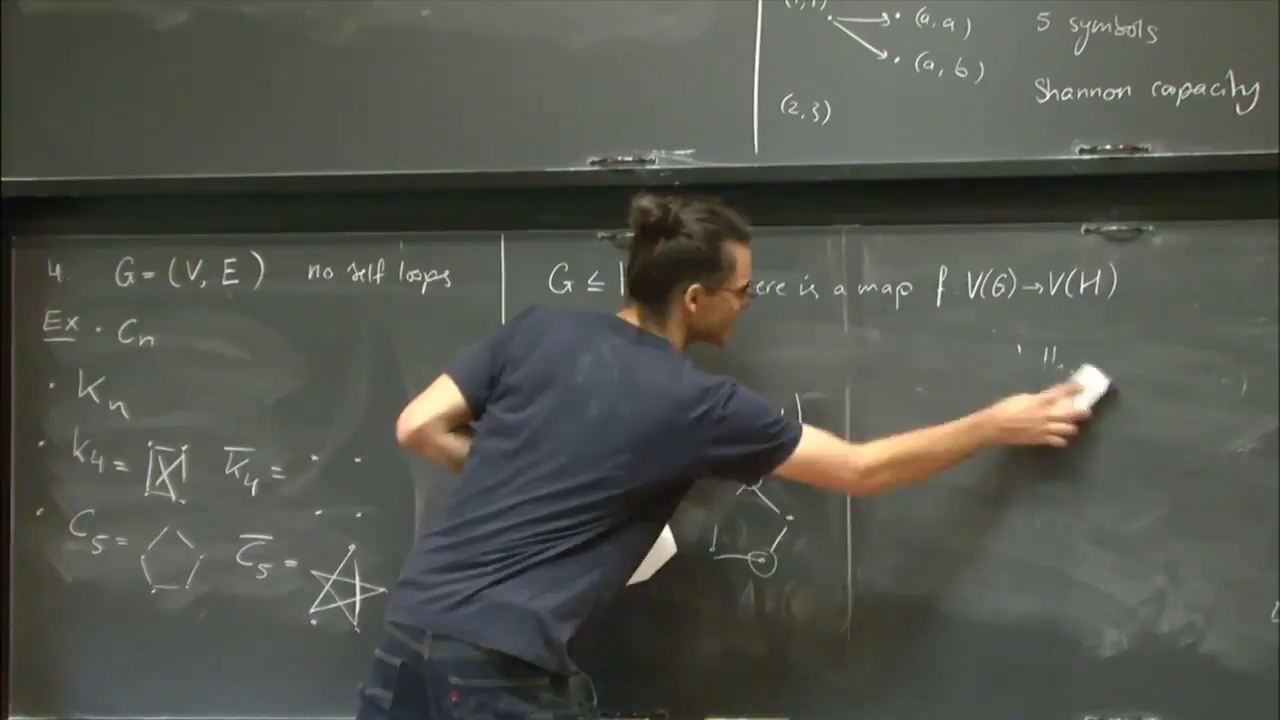 (a, a)
(a, b)
(2,3)
5 symbols
Shannon capacity
4. G = (V, E) no self loops
Ex · Cₙ
· Kₙ
· K₄ =
K̅₄ =
· C₅ =
C̅₅ =
G ≤
is a map f V(G) → V(H)